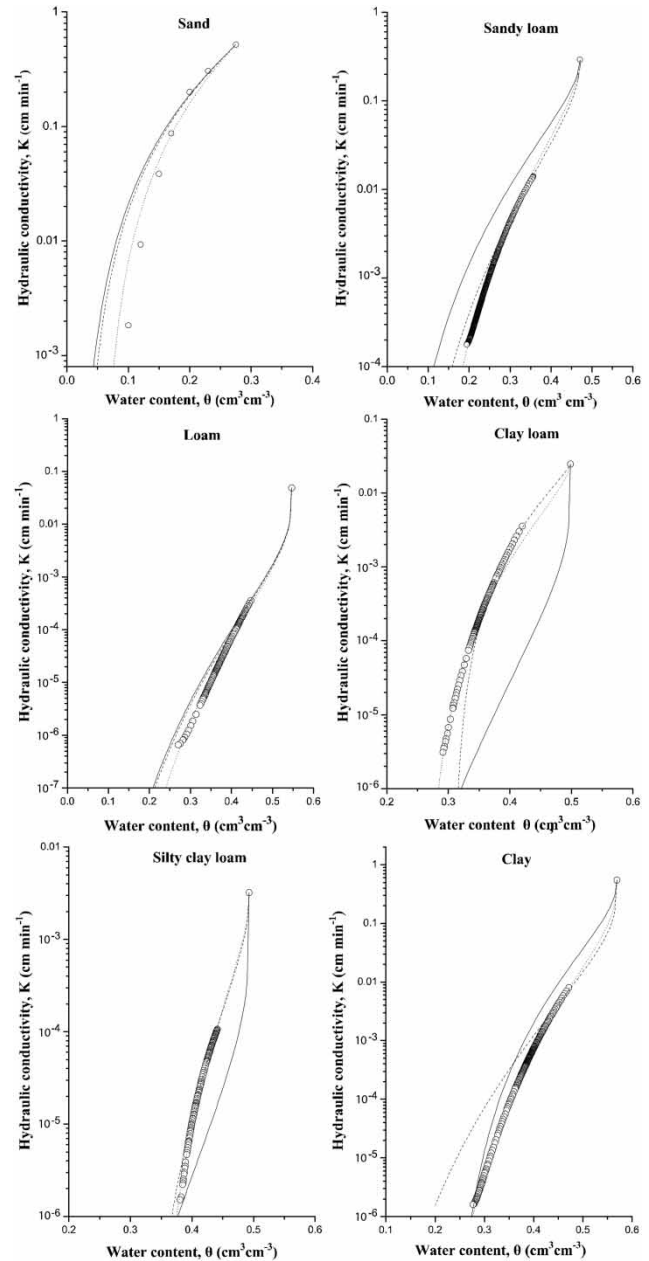 Sand
Hydraulic conductivity, K (cm min⁻¹)
1
0.1
0.01
10⁻³
0.0 0.1 0.2 0.3 0.4
Water content, θ (cm³cm⁻³)
Sandy loam
Hydraulic conductivity, K (cm min⁻¹)
1
0.1
0.01
10⁻³
10⁻⁴
0.0 0.1 0.2 0.3 0.4 0.5 0.6
Water content, θ (cm³ cm⁻³)
Loam
Hydraulic conductivity, K (cm min⁻¹)
1
0.1
0.01
10⁻³
10⁻⁴
10⁻⁵
10⁻⁶
10⁻⁷
0.0 0.1 0.2 0.3 0.4 0.5 0.6
Water content, θ (cm³cm⁻³)
Clay loam
Hydraulic conductivity, K (cm min⁻¹)
0.1
0.01
10⁻³
10⁻⁴
10⁻⁵
10⁻⁶
0.2 0.3 0.4 0.5 0.6
Water content θ (cm³cm⁻³)
Silty clay loam
Hydraulic conductivity, K (cm min⁻¹)
0.01
10⁻³
10⁻⁴
10⁻⁵
10⁻⁶
0.2 0.3 0.4 0.5 0.6
Water content, θ (cm³cm⁻³)
Clay
Hydraulic conductivity, K (cm min⁻¹)
1
0.1
0.01
10⁻³
10⁻⁴
10⁻⁵
10⁻⁶
0.1 0.2 0.3 0.4 0.5 0.6
Water content, θ (cm³cm⁻³)